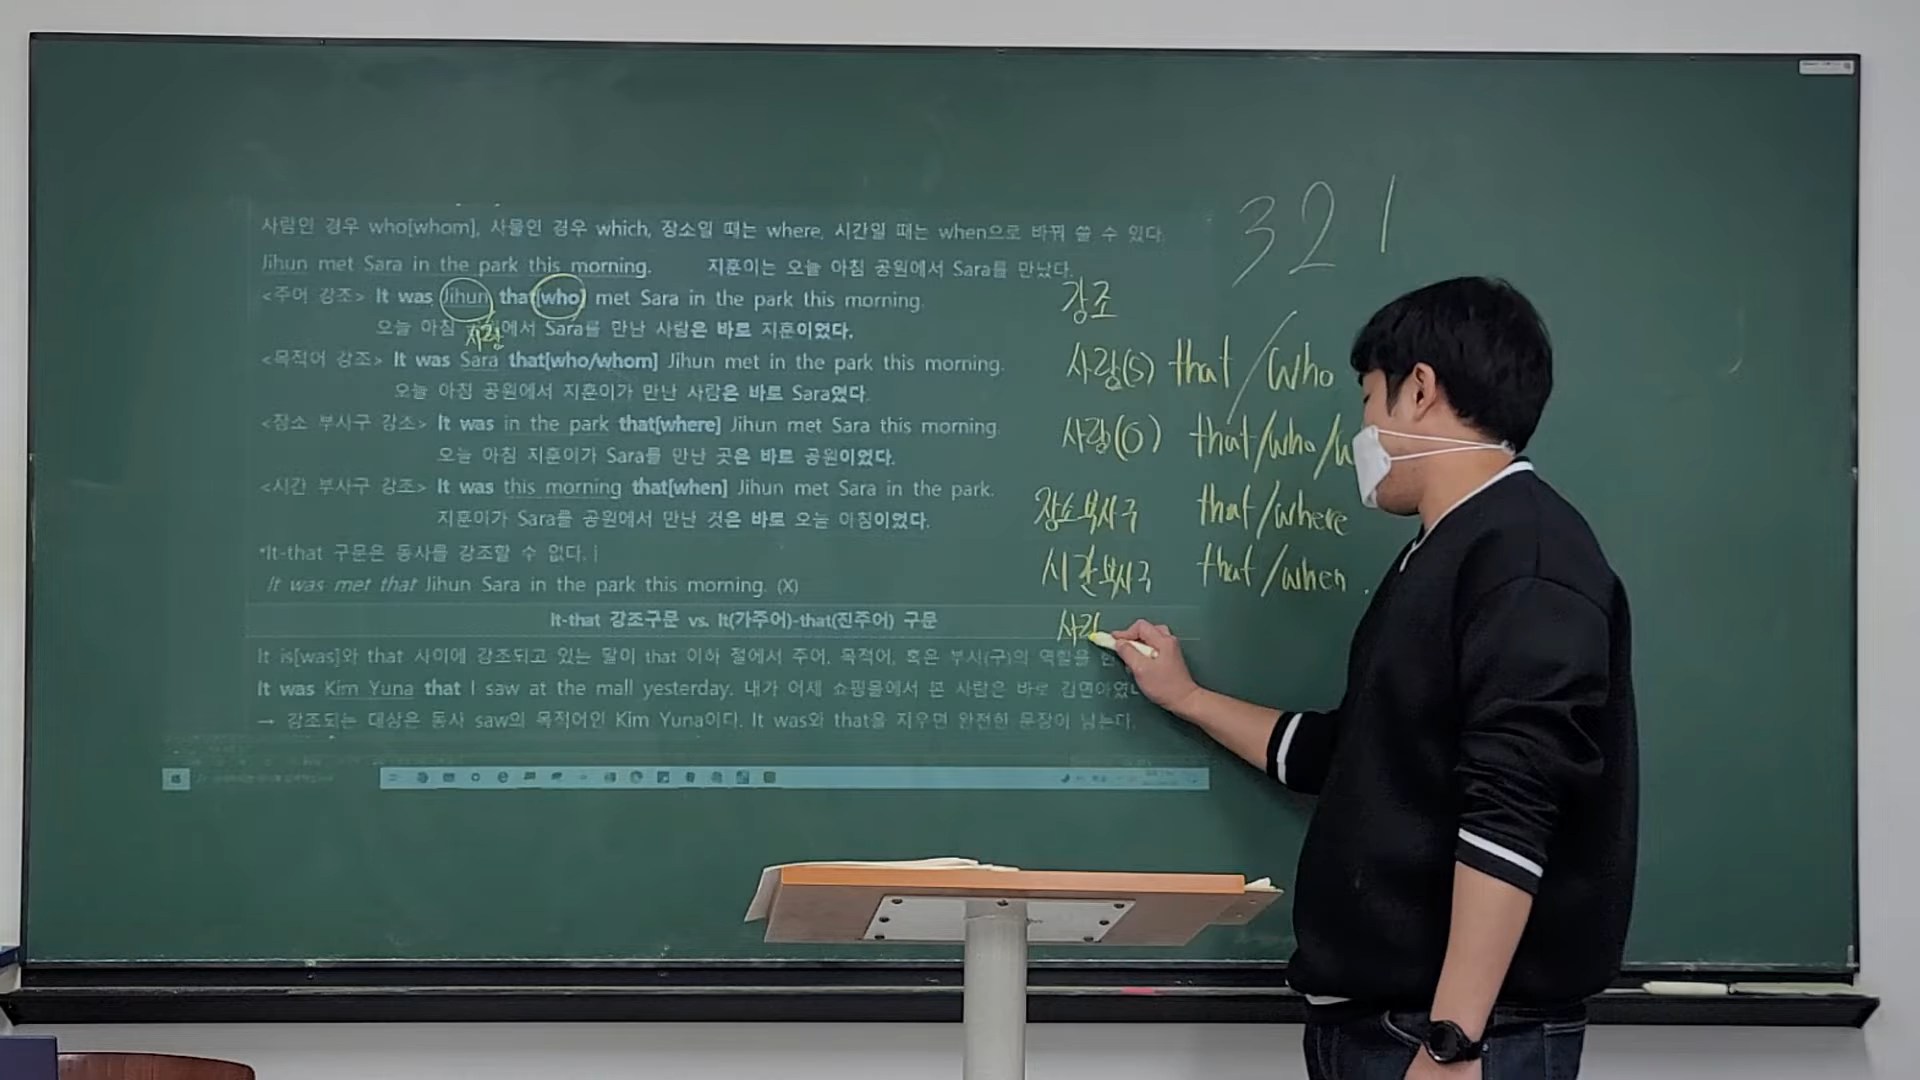 사람인 경우 who[whom], 사물인 경우 which, 장소일 때는 where, 시간일 때는 when으로 바꿔 쓸 수 있다.
Jihun met Sara in the park this morning. 지훈이는 오늘 아침 공원에서 Sara를 만났다.
<주어 강조> It was Jihun that[who] met Sara in the park this morning.
오늘 아침 공원에서 Sara를 만난 사람은 바로 지훈이었다.
사람
<목적어 강조> It was Sara that[who/whom] Jihun met in the park this morning.
오늘 아침 공원에서 지훈이가 만난 사람은 바로 Sara였다.
<장소 부사구 강조> It was in the park that[where] Jihun met Sara this morning.
오늘 아침 지훈이가 Sara를 만난 곳은 바로 공원이었다.
<시간 부사구 강조> It was this morning that[when] Jihun met Sara in the park.
지훈이가 Sara를 공원에서 만난 것은 바로 오늘 아침이었다.
*It-that 구문은 동사를 강조할 수 없다.
It was met that Jihun Sara in the park this morning. (X)
It-that 강조구문 vs. It(가주어)-that(진주어) 구문
It is[was]와 that 사이에 강조되고 있는 말이 that 이하 절에서 주어, 목적어, 혹은 부사(구)의 역할을
It was Kim Yuna that I saw at the mall yesterday. 내가 어제 쇼핑몰에서 본 사람은 바로 김연아였다
→ 강조되는 대상은 동사 saw의 목적어인 Kim Yuna이다. It was와 that을 지우면 완전한 문장이 남는다.
3 2 1
강조
사람(S) that / who
사람(O) that/who/w
장소부사구 that/where
시간부사구 that/when.
사람